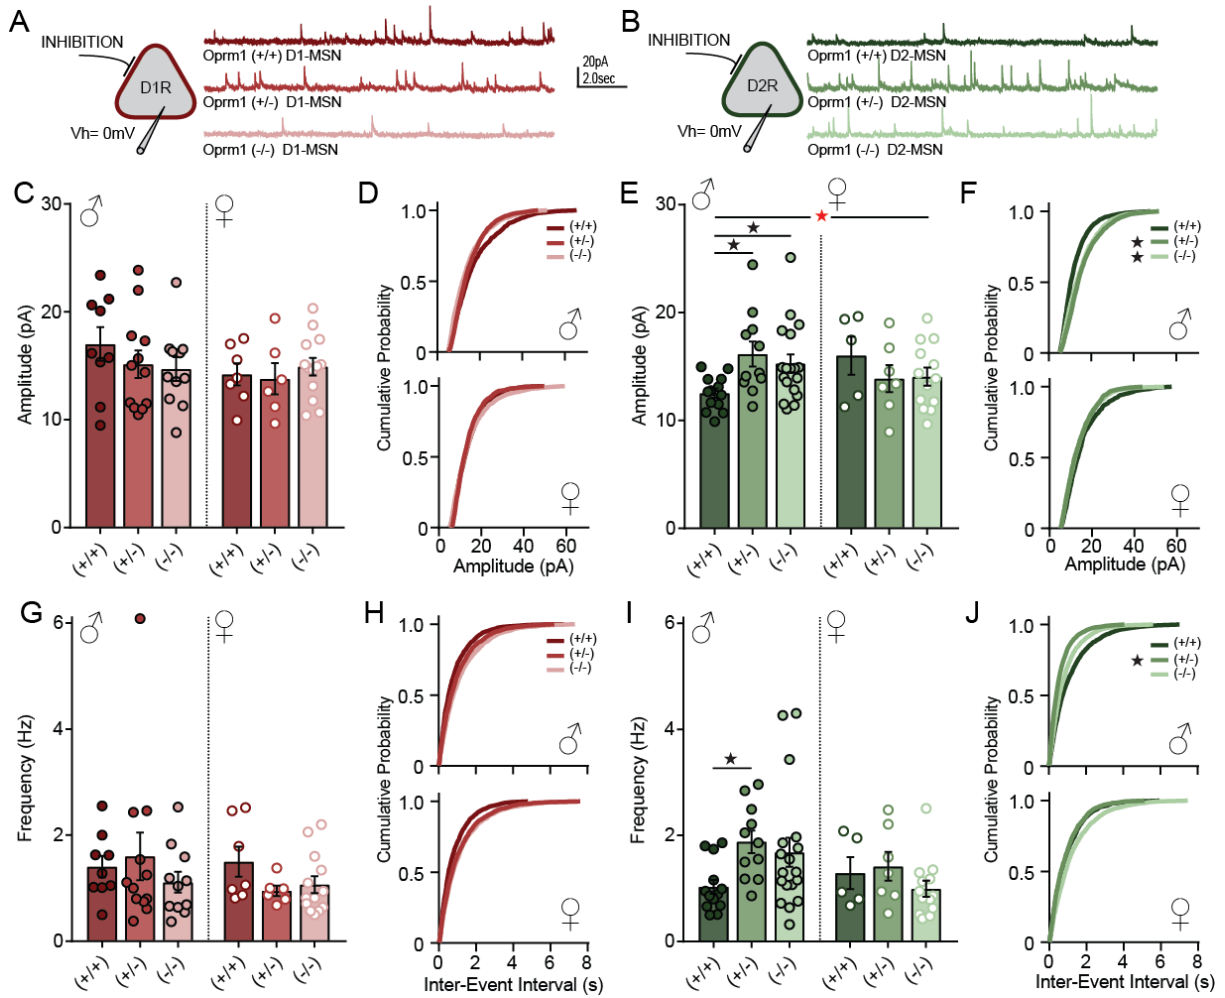 A
INHIBITION
D1R
Vh= 0mV
Oprm1 (+/+) D1-MSN
Oprm1 (+/-) D1-MSN
Oprm1 (-/-) D1-MSN
20pA
2.0sec
B
INHIBITION
D2R
Vh= 0mV
Oprm1 (+/+) D2-MSN
Oprm1 (+/-) D2-MSN
Oprm1 (-/-) D2-MSN
C
♂
♀
Amplitude (pA)
30
20
10
0
(+/+)
(+/-)
(-/-)
(+/+)
(+/-)
(-/-)
D
Cumulative Probability
1.0
0.5
0
(+/+)
(+/-)
(-/-)
♂
1.0
0.5
0
♀
0 20 40 60
Amplitude (pA)
E
♂
♀
★
★
★
Amplitude (pA)
30
20
10
0
(+/+)
(+/-)
(-/-)
(+/+)
(+/-)
(-/-)
F
Cumulative Probability
1.0
0.5
0
(+/+)
★ (+/-)
★ (-/-)
♂
1.0
0.5
0
♀
0 20 40 60
Amplitude (pA)
G
♂
♀
Frequency (Hz)
6
4
2
0
(+/+)
(+/-)
(-/-)
(+/+)
(+/-)
(-/-)
H
Cumulative Probability
1.0
0.5
0
(+/+)
(+/-)
(-/-)
♂
1.0
0.5
0
♀
0 2 4 6 8
Inter-Event Interval (s)
I
♂
♀
★
Frequency (Hz)
6
4
2
0
(+/+)
(+/-)
(-/-)
(+/+)
(+/-)
(-/-)
J
Cumulative Probability
1.0
0.5
0
(+/+)
★ (+/-)
(-/-)
♂
1.0
0.5
0
♀
0 2 4 6 8
Inter-Event Interval (s)